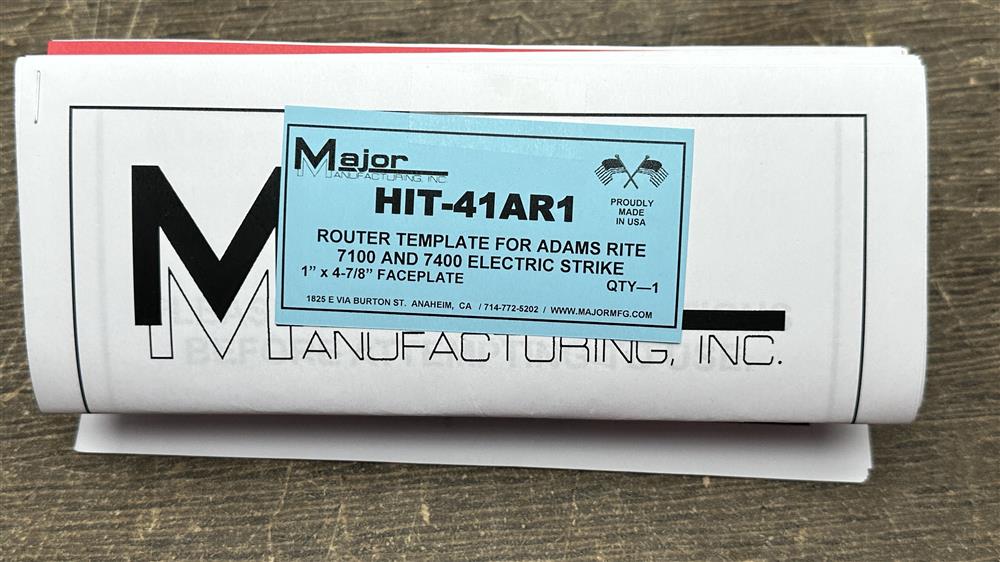 Major
MANUFACTURING, INC.
HIT-41AR1
PROUDLY
MADE
IN USA
ROUTER TEMPLATE FOR ADAMS RITE
7100 AND 7400 ELECTRIC STRIKE
1” x 4-7/8” FACEPLATE
QTY—1
1825 E VIA BURTON ST. ANAHEIM, CA / 714-772-5202 / WWW.MAJORMFG.COM
M
MANUFACTURING, INC.